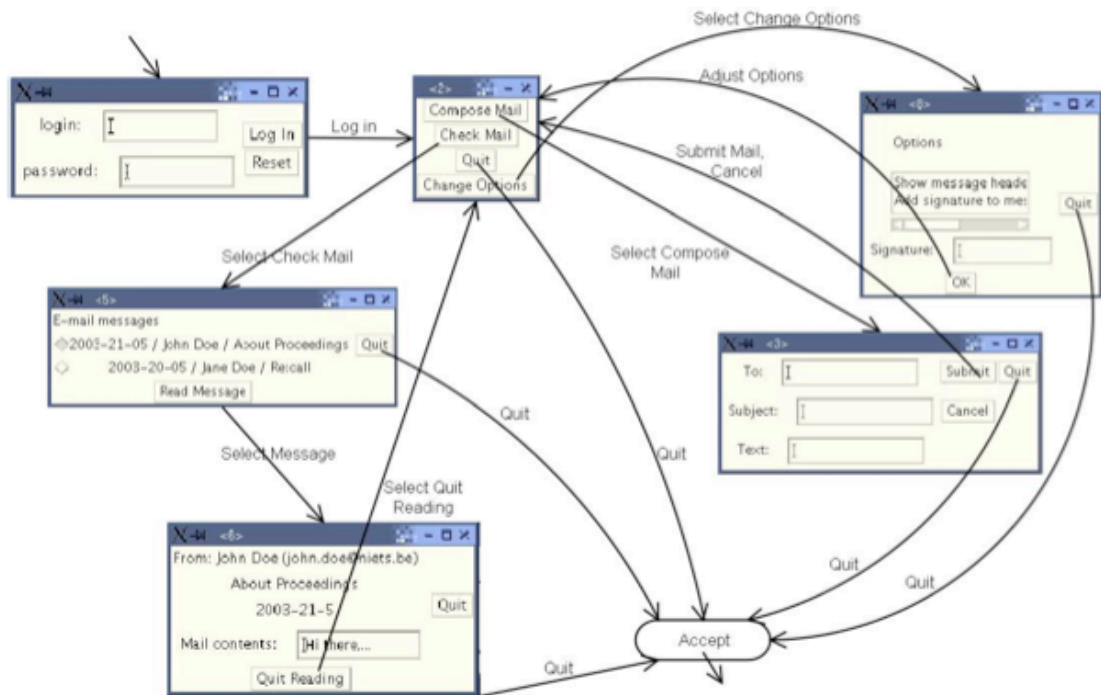 Select Change Options
Adjust Options
<2>
Compose Mail
Check Mail
Quit
Change Options
login:
password:
Log In
Reset
Log in
Submit Mail,
Cancel
Options
Show message heade
Add signature to me
Quit
Signature:
OK
Select Check Mail
Select Compose
Mail
<5>
E-mail messages
2003-21-05 / John Doe / About Proceedings
Quit
2003-20-05 / Jane Doe / Re:call
Read Message
<3>
To:
Submit
Quit
Subject:
Cancel
Text:
Quit
Quit
Select Message
Select Quit
Reading
<6>
From: John Doe (john.doe@niets.be)
About Proceedings
2003-21-5
Quit
Mail contents:
Hi there,...
Quit Reading
Quit
Quit
Quit
Accept